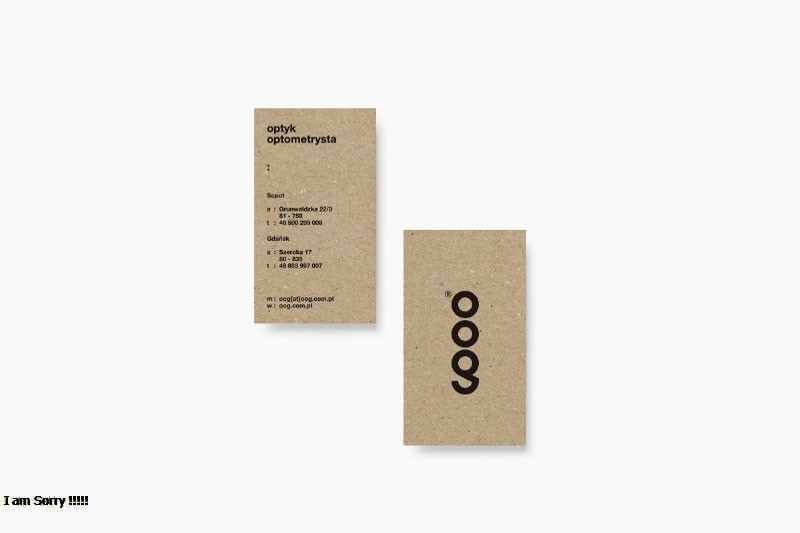 optyk
optometrysta
:
Sopot
a : Grunwaldzka 22/3
81 - 768
t : 48 500 209 008
Gdańsk
a : Szeroka 17
80 - 835
t : 48 883 997 007
m : oog[at]oog.com.pl
w : oog.com.pl
®
oog
I am Sorry !!!!!